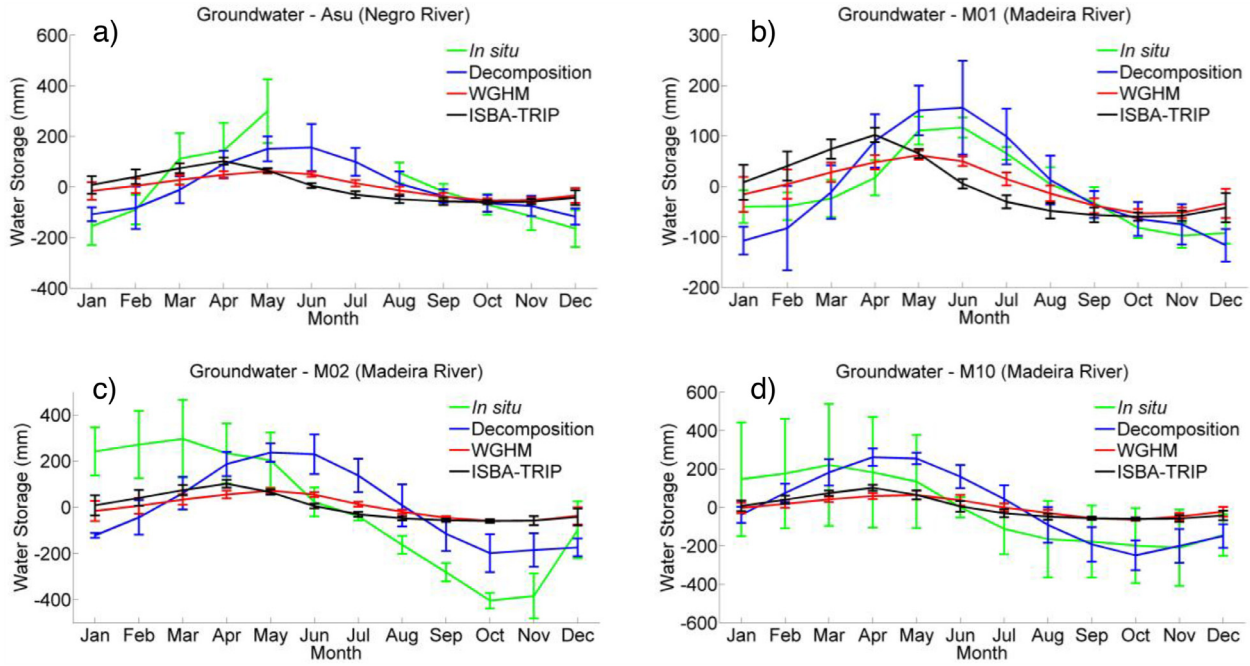 Groundwater - Asu (Negro River)
a)
600
400
200
0
-200
-400
Water Storage (mm)
In situ
Decomposition
WGHM
ISBA-TRIP
Jan Feb Mar Apr May Jun Jul Aug Sep Oct Nov Dec
Month
Groundwater - M01 (Madeira River)
b)
300
200
100
0
-100
-200
Water Storage (mm)
In situ
Decomposition
WGHM
ISBA-TRIP
Jan Feb Mar Apr May Jun Jul Aug Sep Oct Nov Dec
Month
Groundwater - M02 (Madeira River)
c)
400
200
0
-200
-400
Water Storage (mm)
In situ
Decomposition
WGHM
ISBA-TRIP
Jan Feb Mar Apr May Jun Jul Aug Sep Oct Nov Dec
Month
Groundwater - M10 (Madeira River)
d)
600
400
200
0
-200
-400
-600
Water Storage (mm)
In situ
Decomposition
WGHM
ISBA-TRIP
Jan Feb Mar Apr May Jun Jul Aug Sep Oct Nov Dec
Month